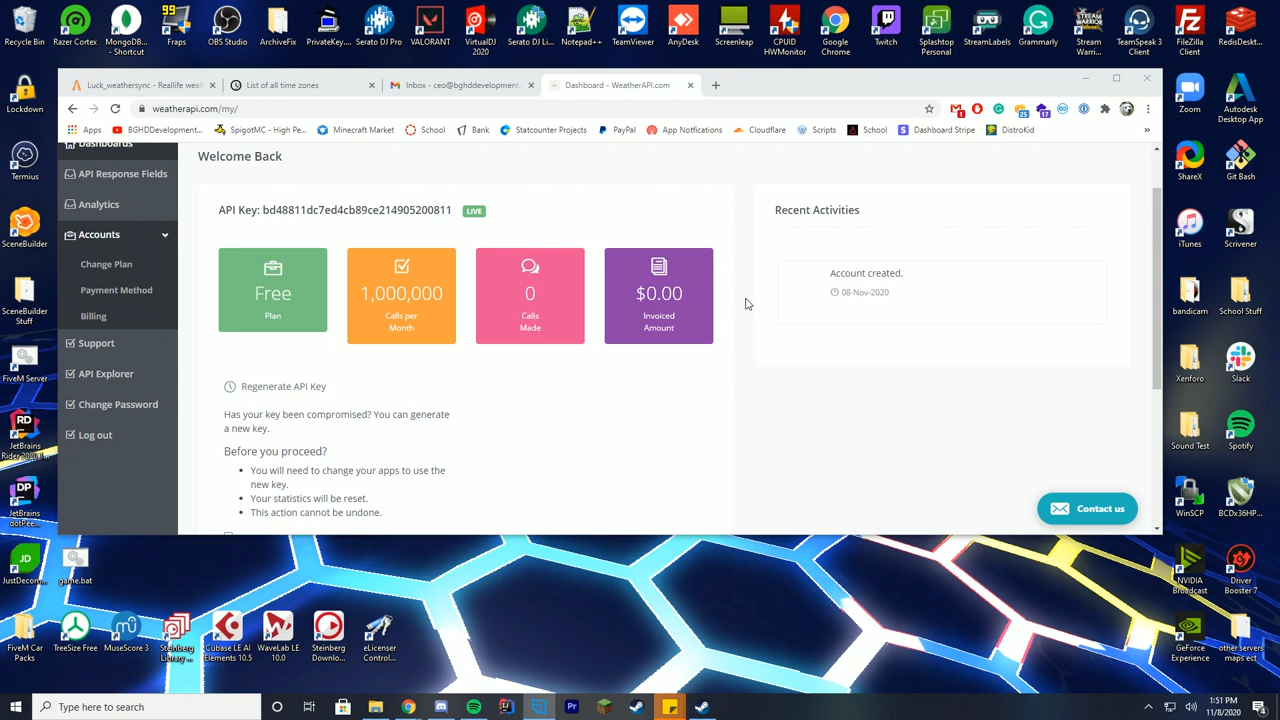 Recycle Bin
Razer Cortex
MongoDB... - Shortcut
99
Fraps
OBS Studio
ArchiveFix
PrivateKey....
Serato DJ Pro
VALORANT
VirtualDJ 2020
Serato DJ Li...
Notepad++
TeamViewer
AnyDesk
Screenleap
CPUID HWMonitor
Google Chrome
Twitch
Splashtop Personal
StreamLabels
Grammarly
Stream Warri...
TeamSpeak 3 Client
FileZilla Client
RedisDeskt...
Luck_weathersync - Reallife weat
List of all time zones
Inbox - ceo@bghddevelopment.
Dashboard - WeatherAPI.com
weatherapi.com/my/
Apps
BGHDDevelopment...
SpigotMC - High Pe...
Minecraft Market
School
Bank
Statcounter Projects
PayPal
App Notfications
Cloudflare
Scripts
School
Dashboard Stripe
DistroKid
Dashboards
API Response Fields
Analytics
Accounts
Change Plan
Payment Method
Billing
Support
API Explorer
Change Password
Log out
Welcome Back
API Key: bd48811dc7ed4cb89ce214905200811 LIVE
Free
Plan
1,000,000
Calls per
Month
0
Calls
Made
$0.00
Invoiced
Amount
Regenerate API Key
Has your key been compromised? You can generate
a new key.
Before you proceed?
You will need to change your apps to use the
new key.
Your statistics will be reset.
This action cannot be undone.
Recent Activities
Account created.
08-Nov-2020
Contact us
Lockdown
Termius
SceneBuilder
SceneBuilder Stuff
FiveM Server
JetBrains Rider 2020....
JetBrains dotPee...
JustDecom...
game.bat
Zoom
Autodesk Desktop App
ShareX
Git Bash
iTunes
Scrivener
bandicam
School Stuff
Xenforo
Slack
Sound Test
Spotify
WinSCP
BCDx36HP...
NVIDIA Broadcast
Driver Booster 7
GeForce Experience
other servers maps ect
FiveM Car Packs
TreeSize Free
MuseScore 3
Steinberg Library ...
Cubase LE AI Elements 10.5
WaveLab LE 10.0
Steinberg Downlo...
eLicenser Control...
Type here to search
1:51 PM
11/8/2020